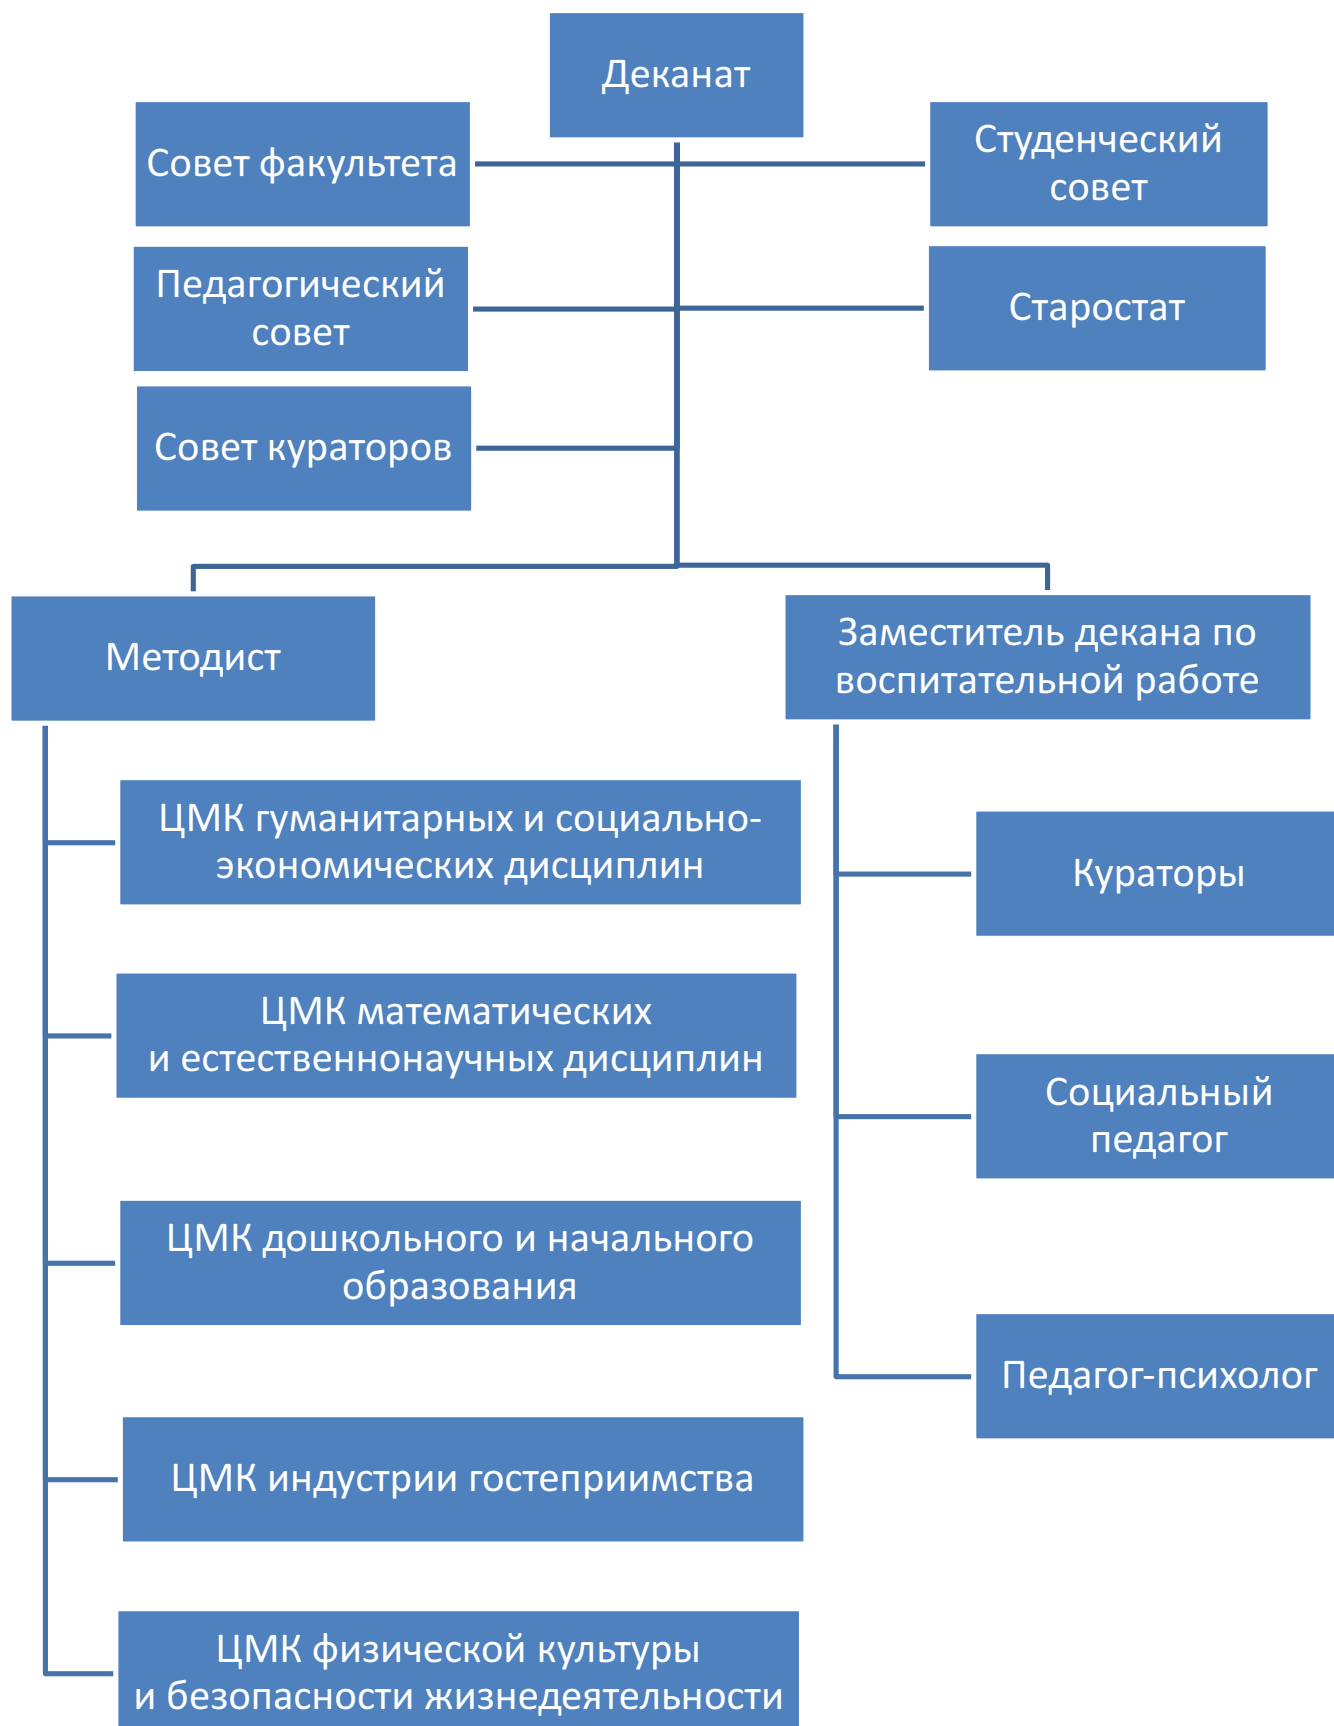 Деканат
Совет факультета
Студенческий
совет
Педагогический
совет
Старостат
Совет кураторов
Методист
Заместитель декана по
воспитательной работе
ЦМК гуманитарных и социально-
экономических дисциплин
ЦМК математических
и естественнонаучных дисциплин
ЦМК дошкольного и начального
образования
ЦМК индустрии гостеприимства
ЦМК физической культуры
и безопасности жизнедеятельности
Кураторы
Социальный
педагог
Педагог-психолог